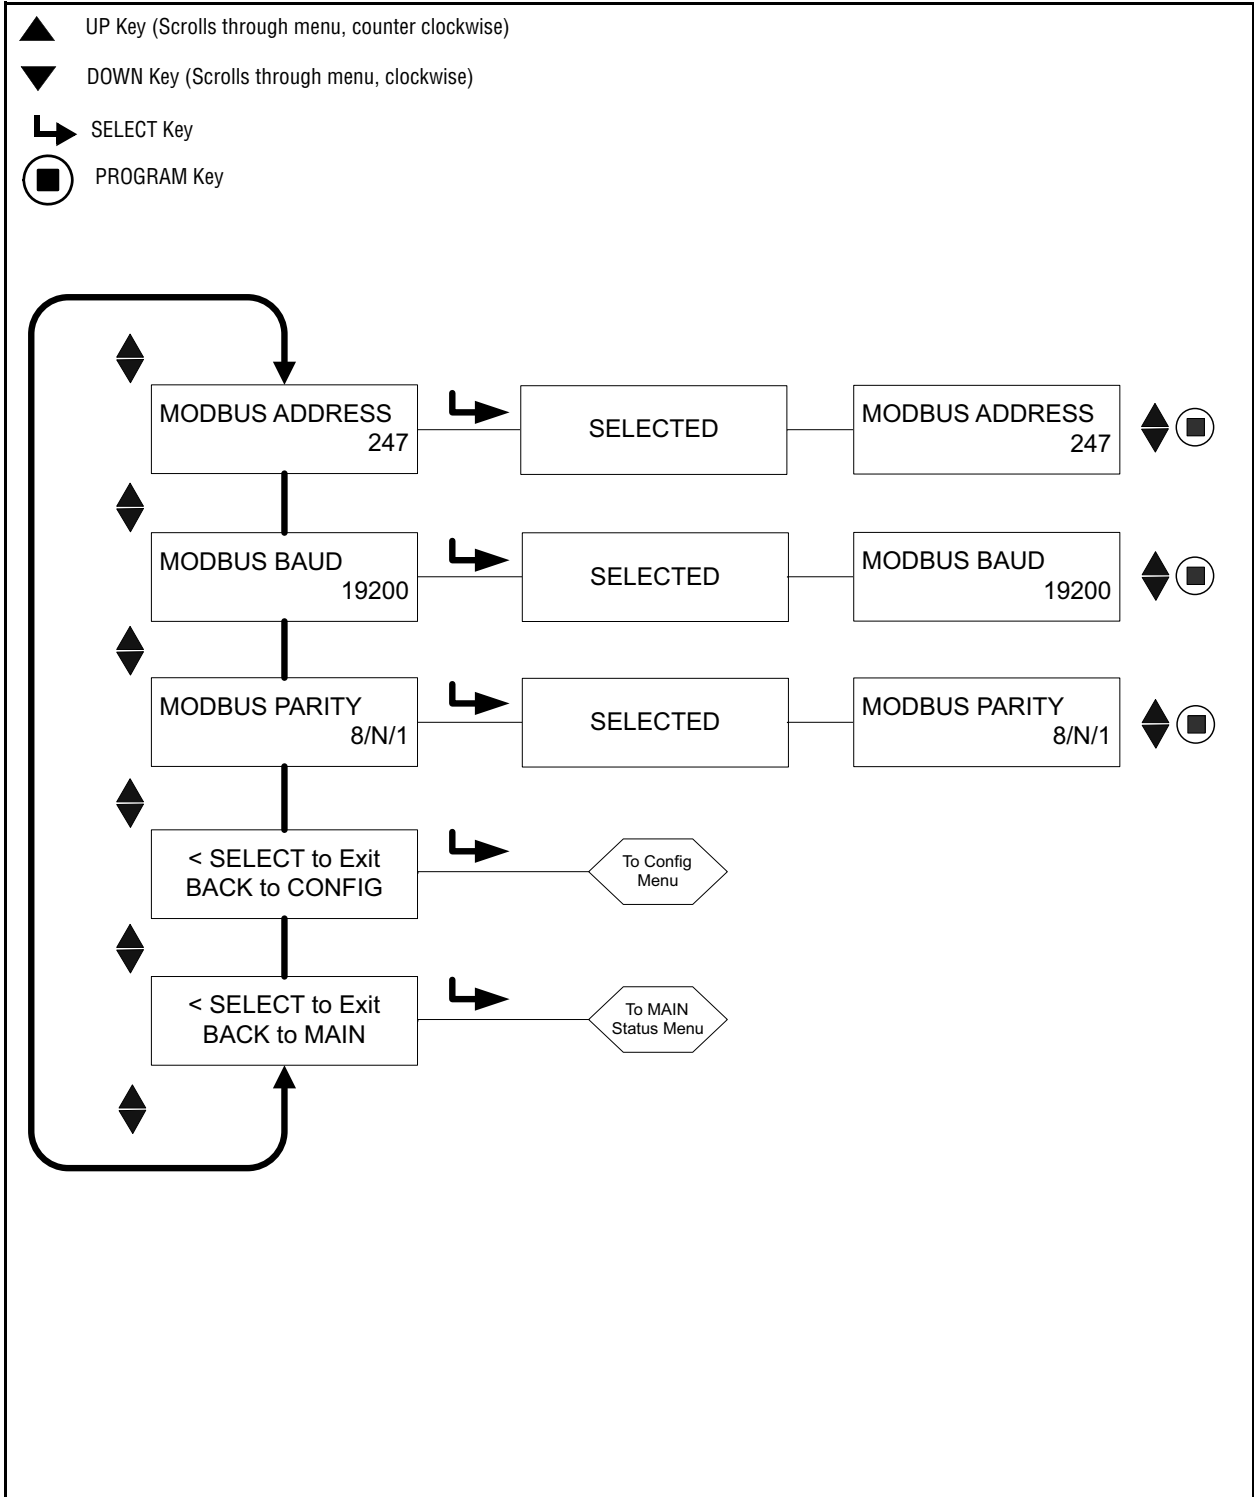 UP Key (Scrolls through menu, counter clockwise)
DOWN Key (Scrolls through menu, clockwise)
SELECT Key
PROGRAM Key
MODBUS ADDRESS
247
SELECTED
MODBUS ADDRESS
247
MODBUS BAUD
19200
SELECTED
MODBUS BAUD
19200
MODBUS PARITY
8/N/1
SELECTED
MODBUS PARITY
8/N/1
< SELECT to Exit
BACK to CONFIG
To Config
Menu
< SELECT to Exit
BACK to MAIN
To MAIN
Status Menu